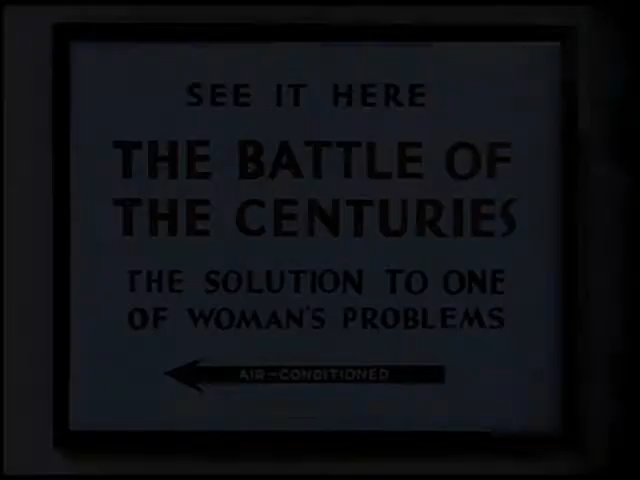 SEE IT HERE
THE BATTLE OF
THE CENTURIES
THE SOLUTION TO ONE
OF WOMAN'S PROBLEMS
AIR-CONDITIONED